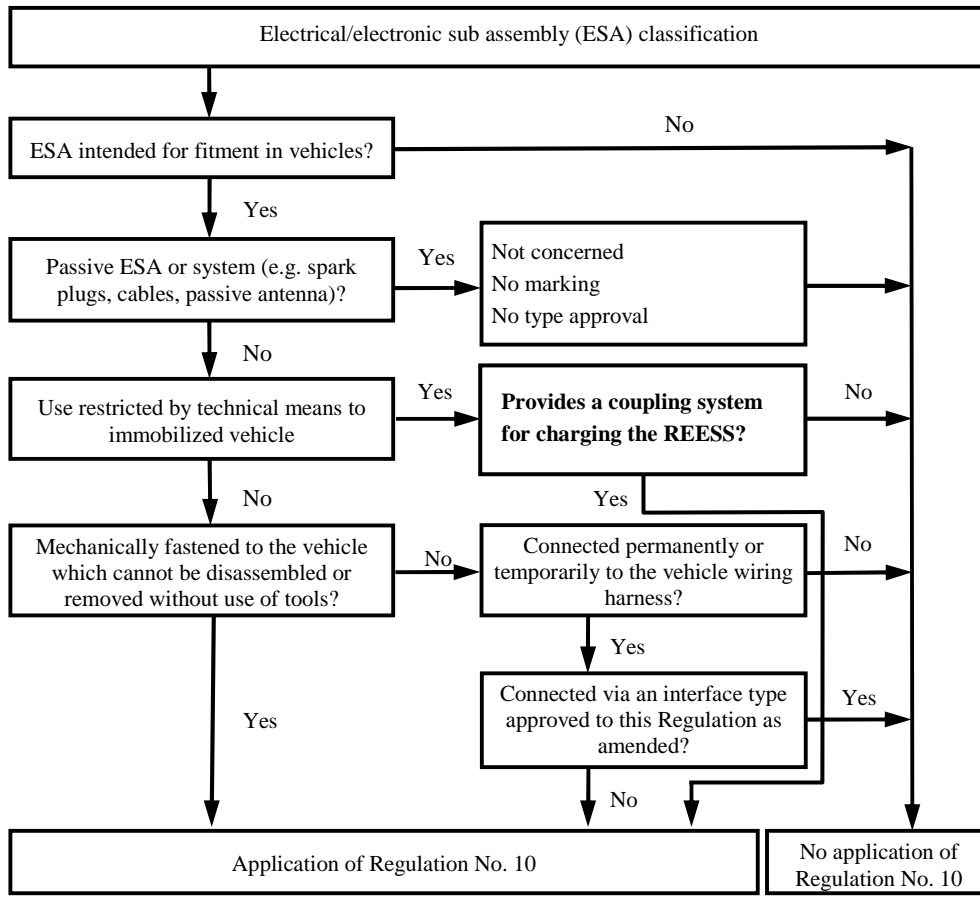 Electrical/electronic sub assembly (ESA) classification
No
ESA intended for fitment in vehicles?
Yes
Passive ESA or system (e.g. spark
plugs, cables, passive antenna)?
Yes
Not concerned
No marking
No type approval
No
Use restricted by technical means to
immobilized vehicle
Yes
Provides a coupling system
for charging the REESS?
No
No
Yes
Mechanically fastened to the vehicle
which cannot be disassembled or
removed without use of tools?
No
Connected permanently or
temporarily to the vehicle wiring
harness?
No
Yes
Yes
Connected via an interface type
approved to this Regulation as
amended?
Yes
No
Application of Regulation No. 10
No application of
Regulation No. 10